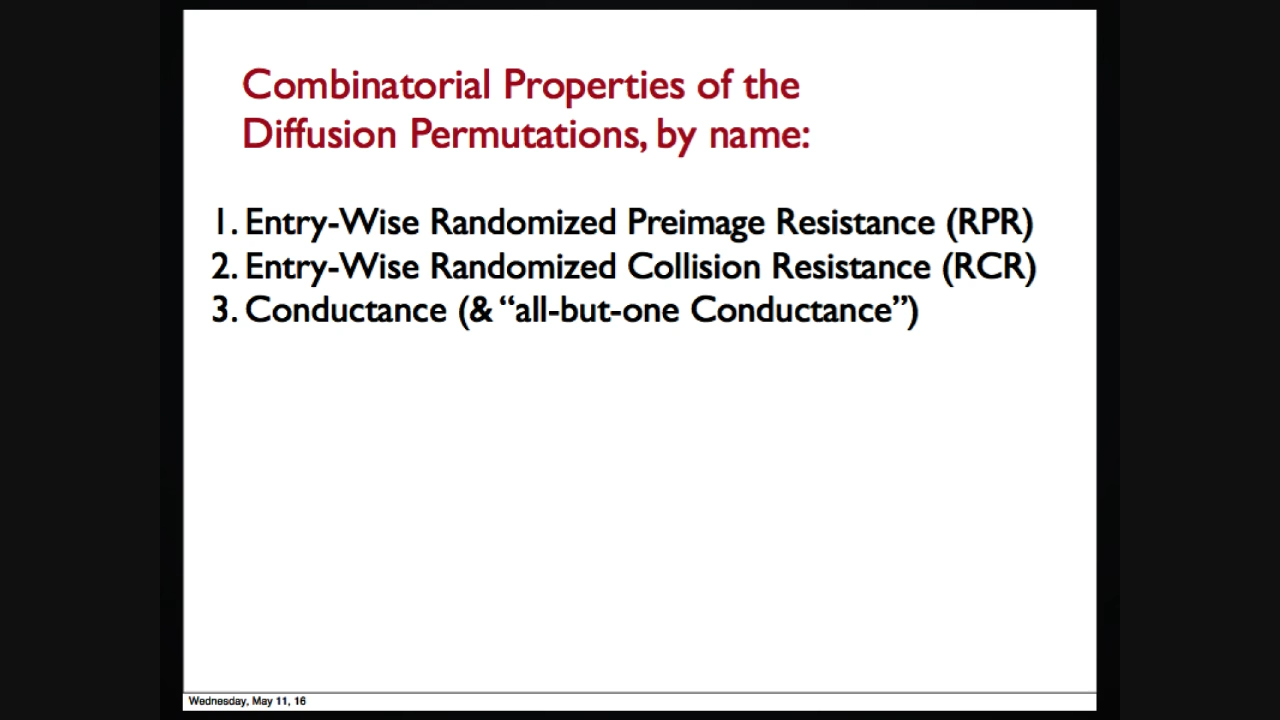 Combinatorial Properties of the
Diffusion Permutations, by name:
1. Entry-Wise Randomized Preimage Resistance (RPR)
2. Entry-Wise Randomized Collision Resistance (RCR)
3. Conductance (& “all-but-one Conductance”)
Wednesday, May 11, 16